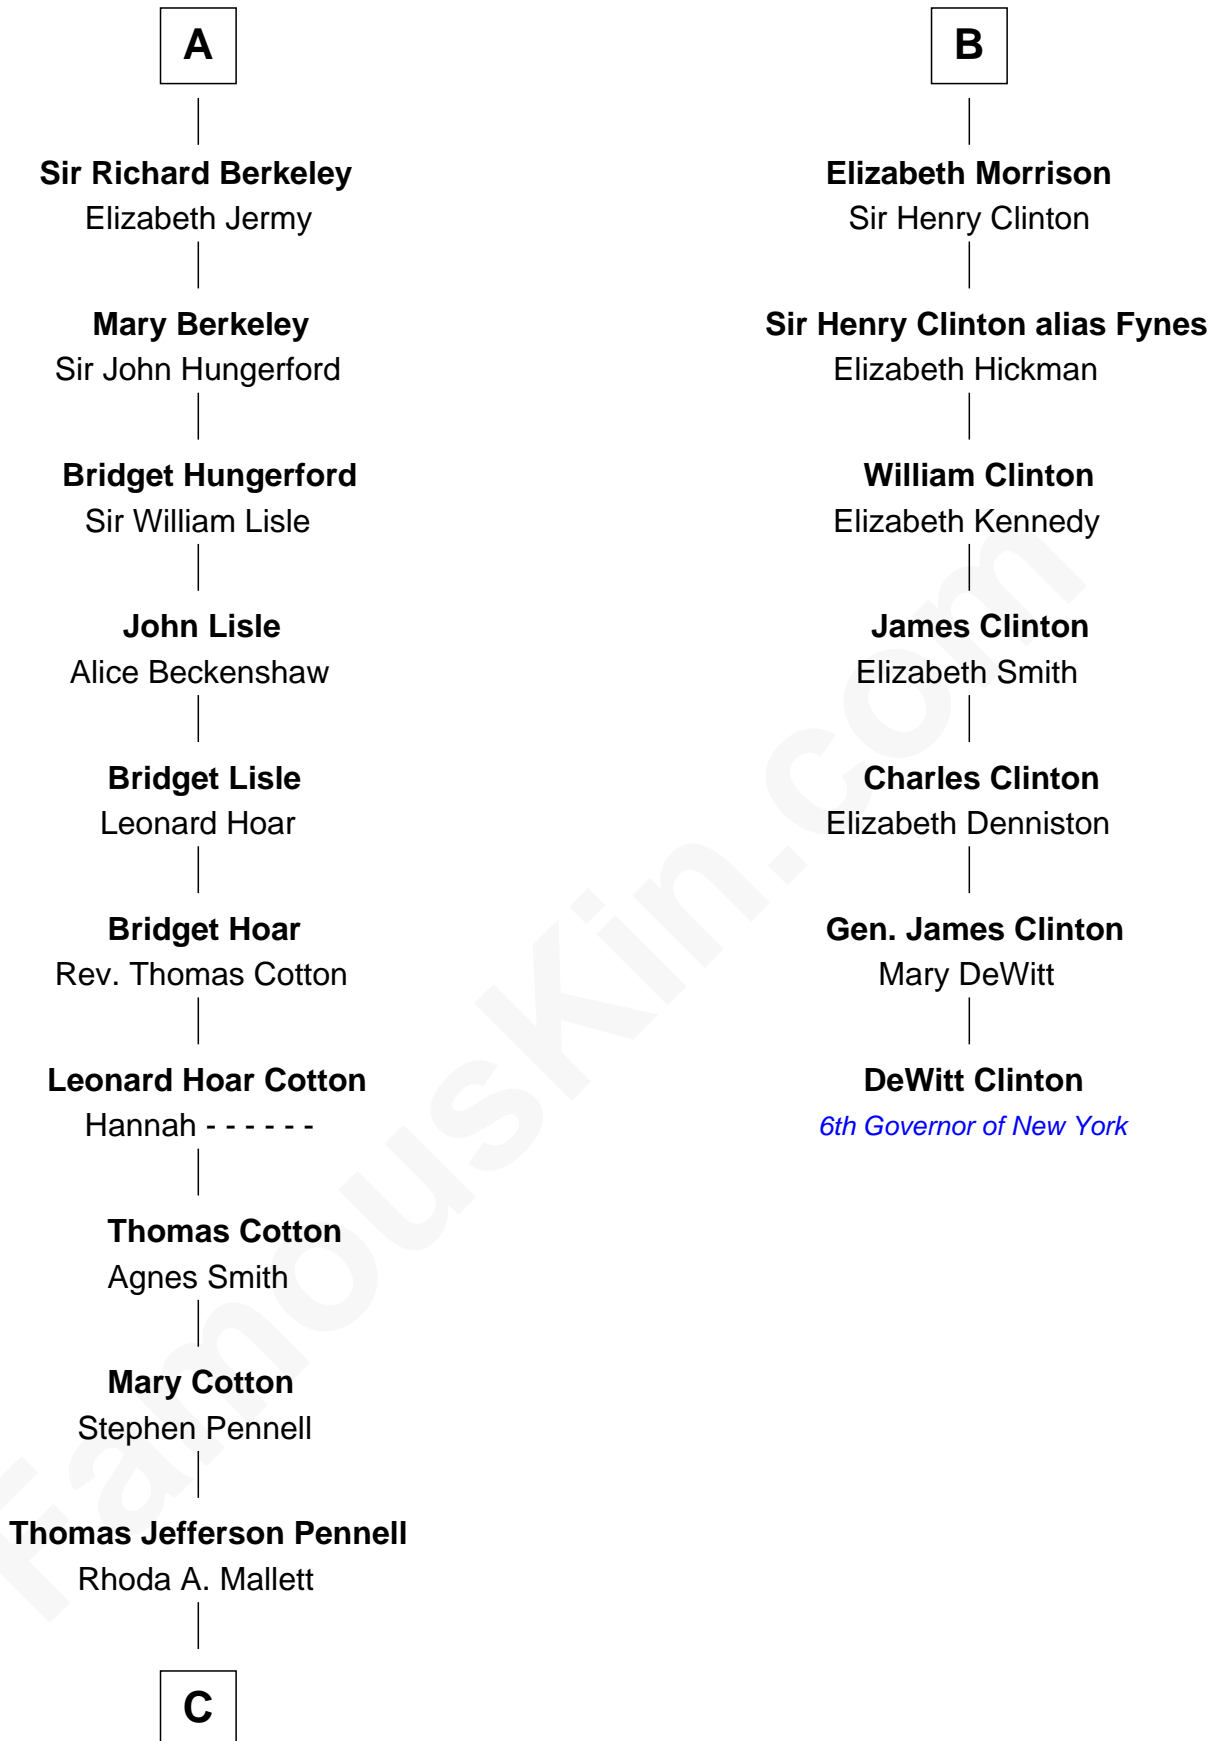 A
Sir Richard Berkeley
Elizabeth Jermy
Mary Berkeley
Sir John Hungerford
Bridget Hungerford
Sir William Lisle
John Lisle
Alice Beckenshaw
Bridget Lisle
Leonard Hoar
Bridget Hoar
Rev. Thomas Cotton
Leonard Hoar Cotton
Hannah - - - - - -
Thomas Cotton
Agnes Smith
Mary Cotton
Stephen Pennell
Thomas Jefferson Pennell
Rhoda A. Mallett
C
B
Elizabeth Morrison
Sir Henry Clinton
Sir Henry Clinton alias Fynes
Elizabeth Hickman
William Clinton
Elizabeth Kennedy
James Clinton
Elizabeth Smith
Charles Clinton
Elizabeth Denniston
Gen. James Clinton
Mary DeWitt
DeWitt Clinton
6th Governor of New York
FamousKin.com